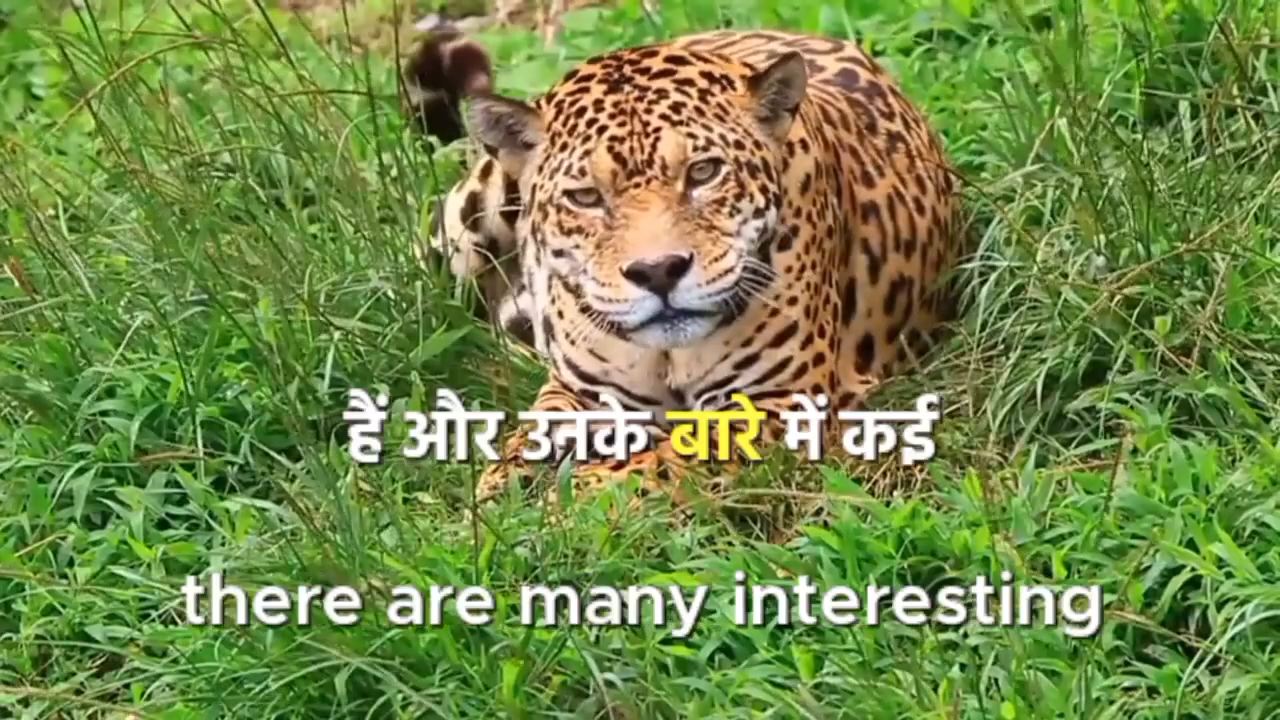 हैं और उनके बारे में कई
there are many interesting